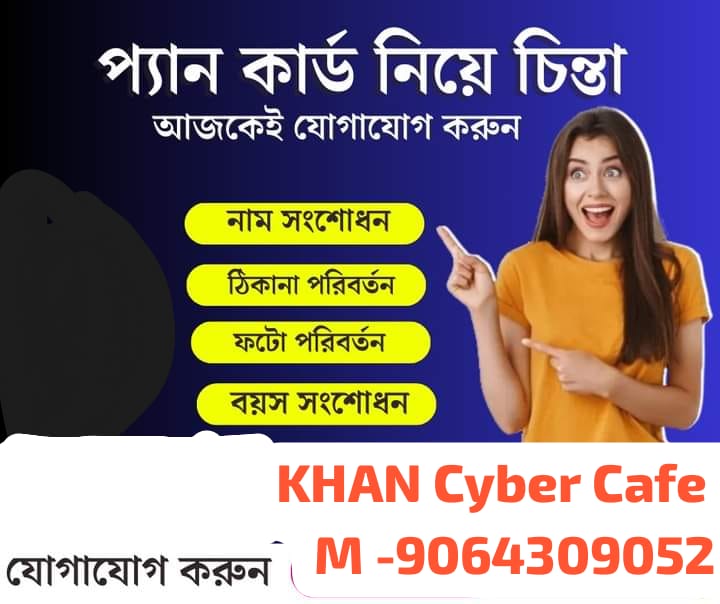 প্যান কার্ড নিয়ে চিন্তা
আজকেই যোগাযোগ করুন
নাম সংশোধন
ঠিকানা পরিবর্তন
ফটো পরিবর্তন
বয়স সংশোধন
KHAN Cyber Cafe
যোগাযোগ করুন M -9064309052